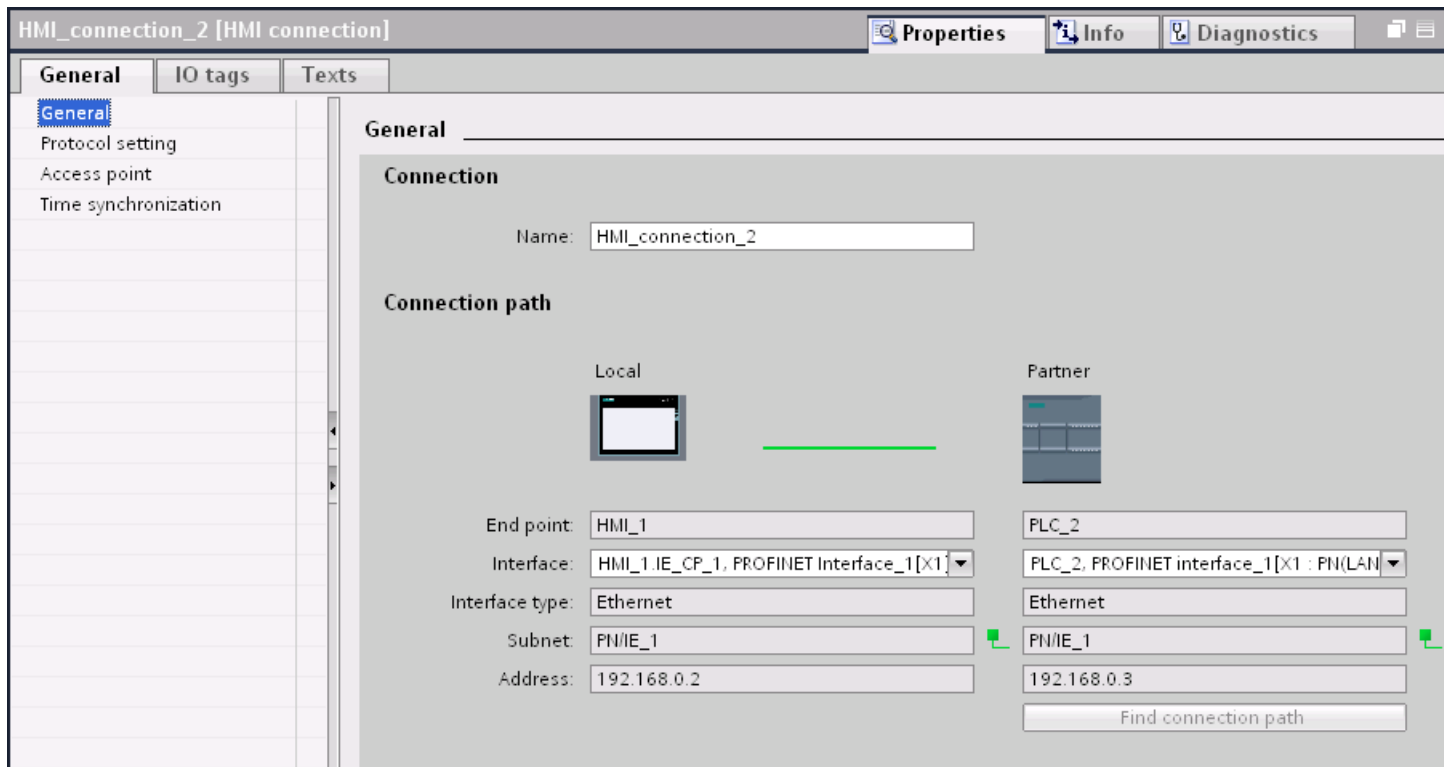 HMI_connection_2 [HMI connection]
Properties
Info
Diagnostics
General
IO tags
Texts
General
Protocol setting
Access point
Time synchronization
General
Connection
Name: HMI_connection_2
Connection path
Local Partner
End point: HMI_1 PLC_2
Interface: HMI_1.IE_CP_1, PROFINET Interface_1[X1] PLC_2, PROFINET interface_1[X1 : PN(LAN
Interface type: Ethernet Ethernet
Subnet: PN/IE_1 PN/IE_1
Address: 192.168.0.2 192.168.0.3
Find connection path